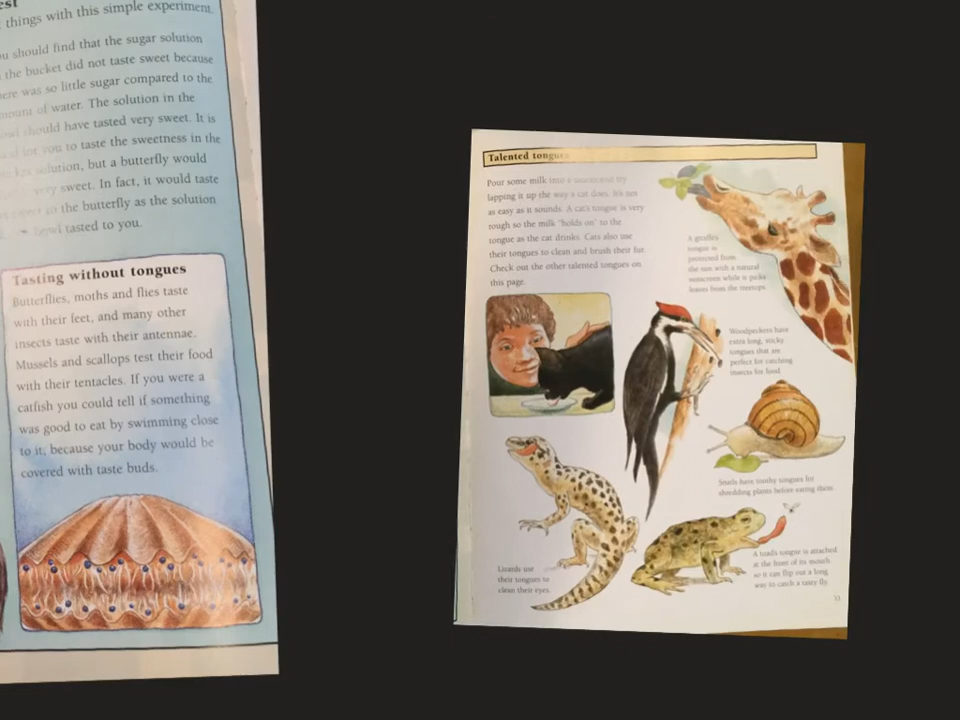 est
things with this simple experiment.
ou should find that the sugar solution
the bucket did not taste sweet because
ere was so little sugar compared to the
mount of water. The solution in the
should have tasted very sweet. It is
for you to taste the sweetness in the
solution, but a butterfly would
very sweet. In fact, it would taste
to the butterfly as the solution
bowl tasted to you.
Tasting without tongues
Butterflies, moths and flies taste
with their feet, and many other
insects taste with their antennae.
Mussels and scallops test their food
with their tentacles. If you were a
catfish you could tell if something
was good to eat by swimming close
to it, because your body would be
covered with taste buds.
Talented tongues
Pour some milk into a saucer and try
lapping it up the way a cat does. It's not
as easy as it sounds. A cat's tongue is very
rough so the milk "holds on" to the
tongue as the cat drinks. Cats also use
their tongues to clean and brush their fur.
Check out the other talented tongues on
this page.
A giraffe's
tongue is
protected from
the sun with a natural
sunscreen while it picks
leaves from the treetops
Woodpeckers have
extra long, sticky
tongues that are
perfect for catching
insects for food
Snails have toothy tongues for
shredding plants before eating them.
Lizards use
their tongues to
clean their eyes.
A toad's tongue is attached
at the front of its mouth
so it can flip out a long
way to catch a tasty fly.